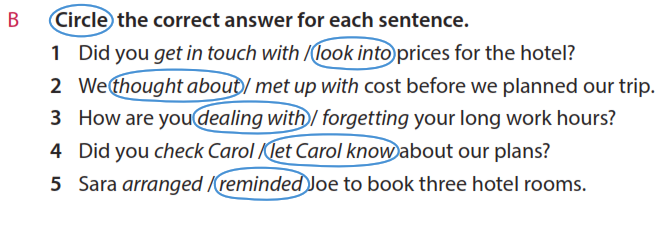 B Circle the correct answer for each sentence.
1 Did you get in touch with / look into prices for the hotel?
2 We thought about / met up with cost before we planned our trip.
3 How are you dealing with / forgetting your long work hours?
4 Did you check Carol / let Carol know about our plans?
5 Sara arranged / reminded Joe to book three hotel rooms.